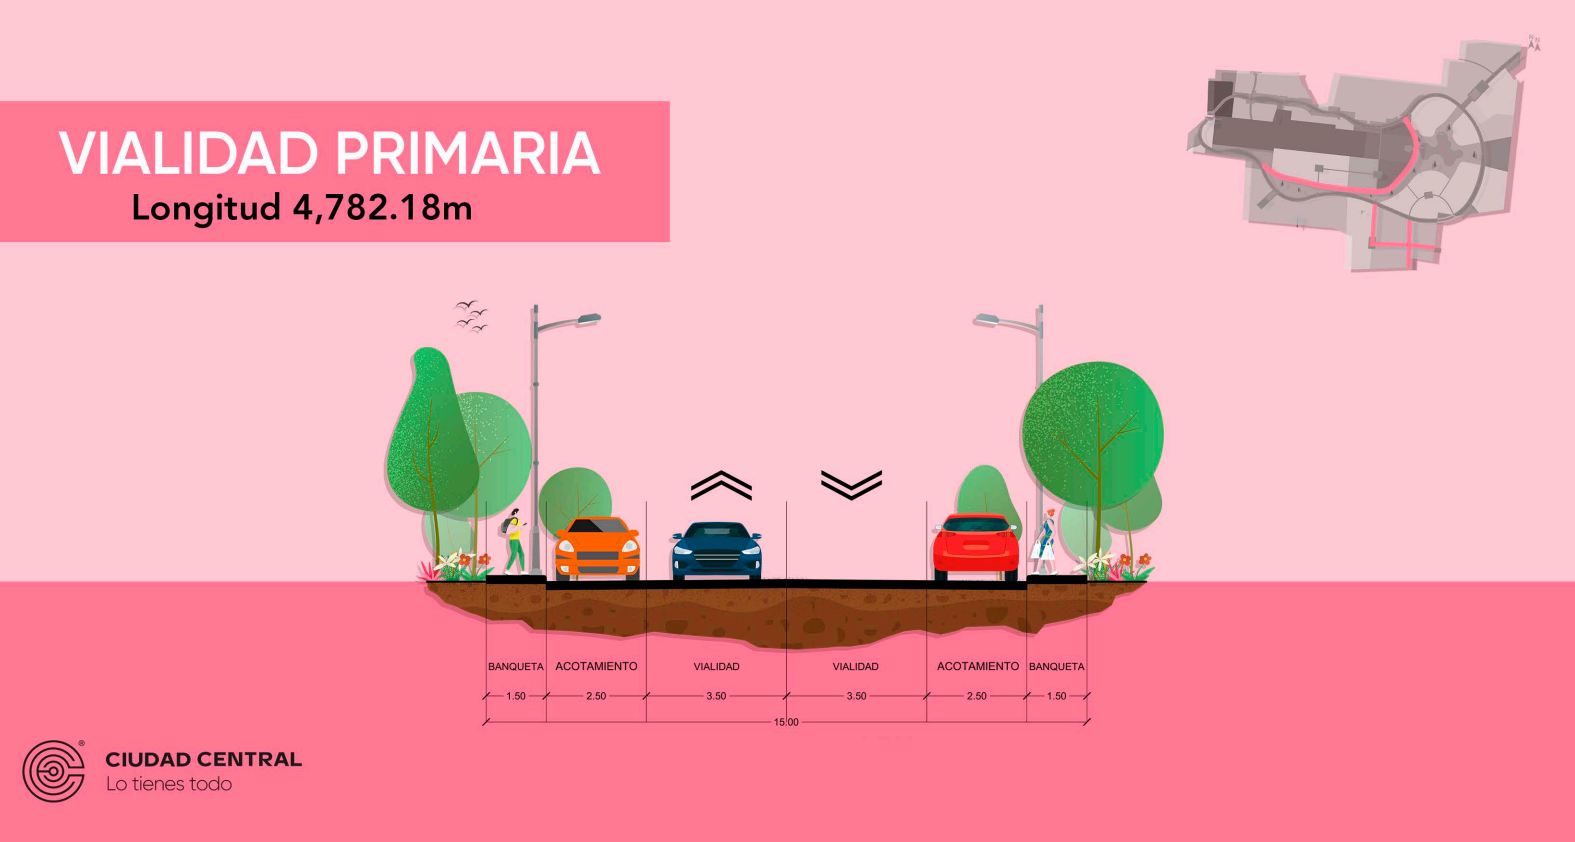 N N
VIALIDAD PRIMARIA
Longitud 4,782.18m
BANQUETA ACOTAMIENTO VIALIDAD VIALIDAD ACOTAMIENTO BANQUETA
1.50 2.50 3.50 3.50 2.50 1.50
15.00
®
CIUDAD CENTRAL
Lo tienes todo